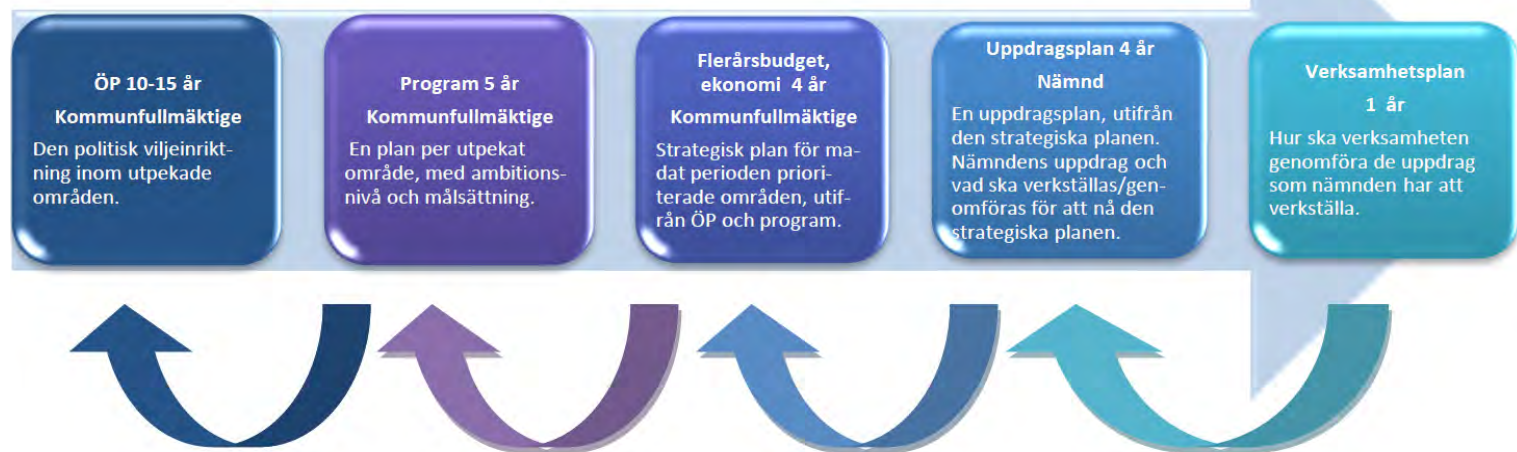 ÖP 10-15 år
Kommunfullmäktige
Den politisk viljeinrikt-
ning inom utpekade
områden.
Program 5 år
Kommunfullmäktige
En plan per utpekat
område, med ambitions-
nivå och målsättning.
Flerårsbudget,
ekonomi 4 år
Kommunfullmäktige
Strategisk plan för ma-
dat perioden priori-
terade områden, utif-
rån ÖP och program.
Uppdragsplan 4 år
Nämnd
En uppdragsplan, utifrån
den strategiska planen.
Nämndens uppdrag och
vad ska verkställas/gen-
omföras för att nå den
strategiska planen.
Verksamhetsplan
1 år
Hur ska verksamheten
genomföra de uppdrag
som nämnden har att
verkställa.